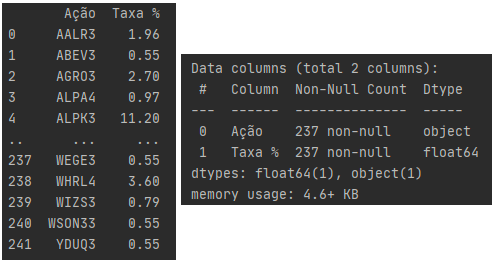 Ação Taxa %
0 AALR3 1.96
1 ABEV3 0.55
2 AGRO3 2.70
3 ALPA4 0.97
4 ALPK3 11.20
.. ... ...
237 WEGE3 0.55
238 WHRL4 3.60
239 WIZS3 0.79
240 WSON33 0.55
241 YDUQ3 0.55
Data columns (total 2 columns):
# Column Non-Null Count Dtype
--- ------ -------------- -----
0 Ação 237 non-null object
1 Taxa % 237 non-null float64
dtypes: float64(1), object(1)
memory usage: 4.6+ KB